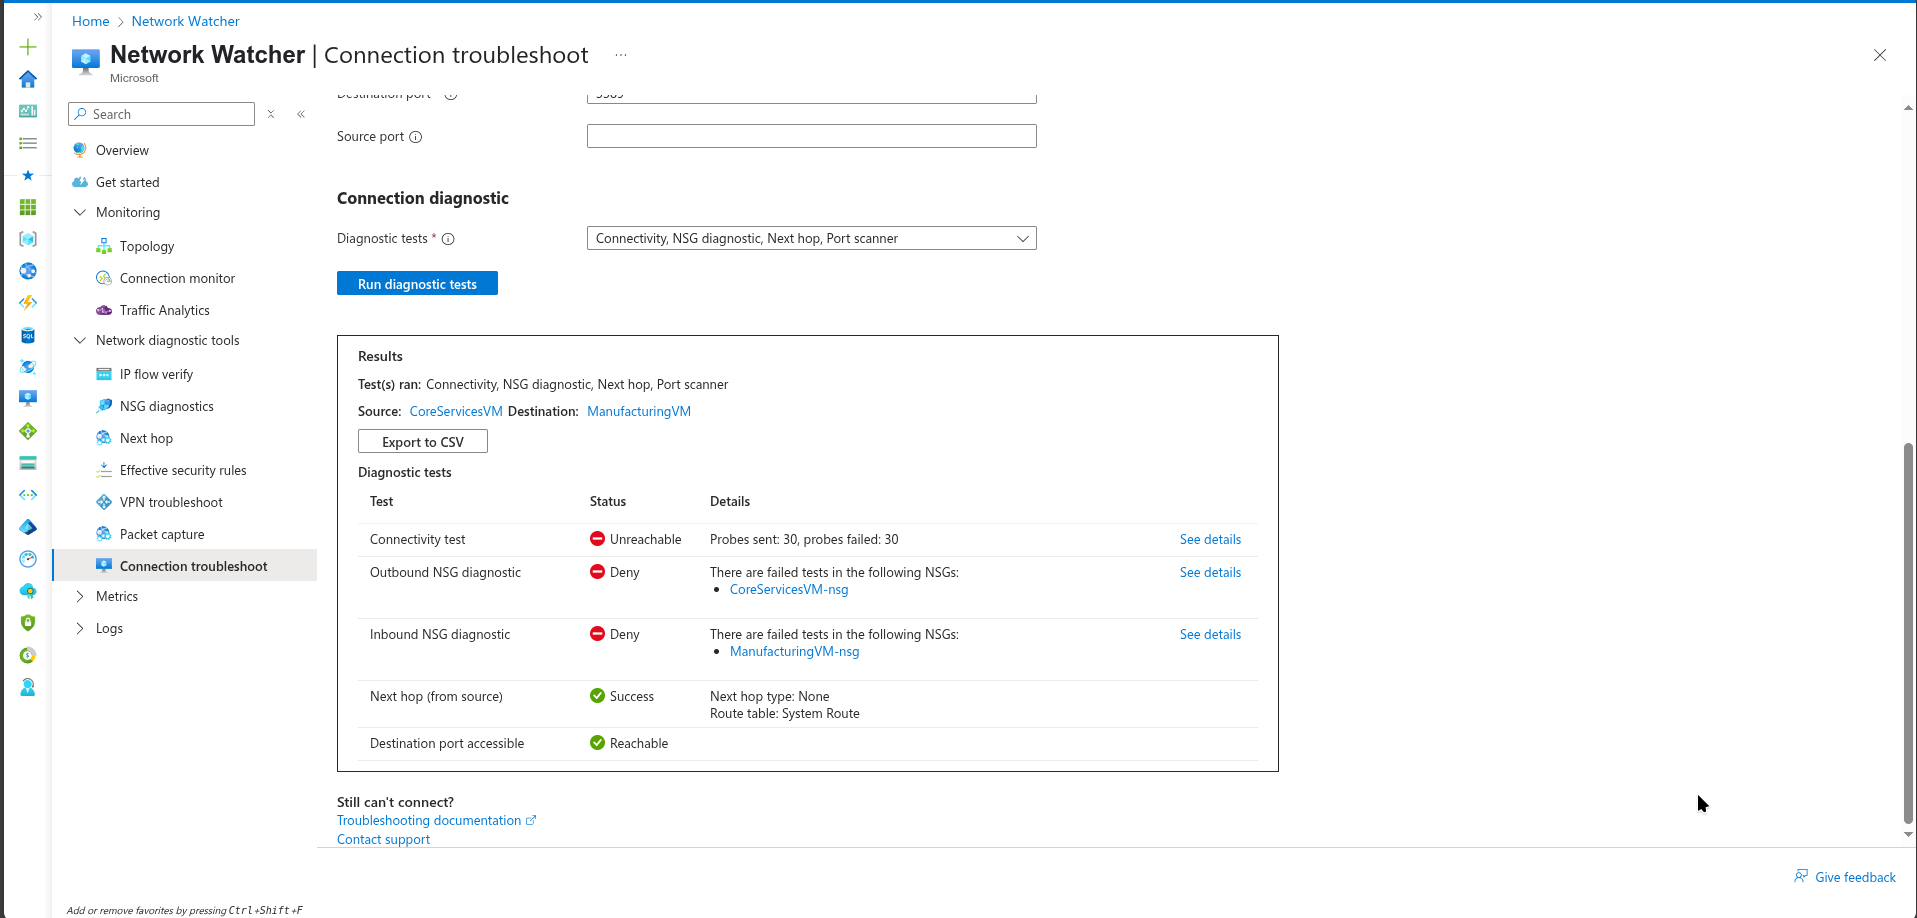 Home > Network Watcher
Network Watcher | Connection troubleshoot ...
Microsoft
Search
Overview
Get started
Monitoring
Topology
Connection monitor
Traffic Analytics
Network diagnostic tools
IP flow verify
NSG diagnostics
Next hop
Effective security rules
VPN troubleshoot
Packet capture
Connection troubleshoot
Metrics
Logs
Add or remove favorites by pressing Ctrl+Shift+F
Destination port
3389
Source port
Connection diagnostic
Diagnostic tests *
Connectivity, NSG diagnostic, Next hop, Port scanner
Run diagnostic tests
Results
Test(s) ran: Connectivity, NSG diagnostic, Next hop, Port scanner
Source: CoreServicesVM Destination: ManufacturingVM
Export to CSV
Diagnostic tests
Test Status Details
Connectivity test Unreachable Probes sent: 30, probes failed: 30 See details
Outbound NSG diagnostic Deny There are failed tests in the following NSGs: See details
• CoreServicesVM-nsg
Inbound NSG diagnostic Deny There are failed tests in the following NSGs: See details
• ManufacturingVM-nsg
Next hop (from source) Success Next hop type: None
Route table: System Route
Destination port accessible Reachable
Still can't connect?
Troubleshooting documentation
Contact support
Give feedback